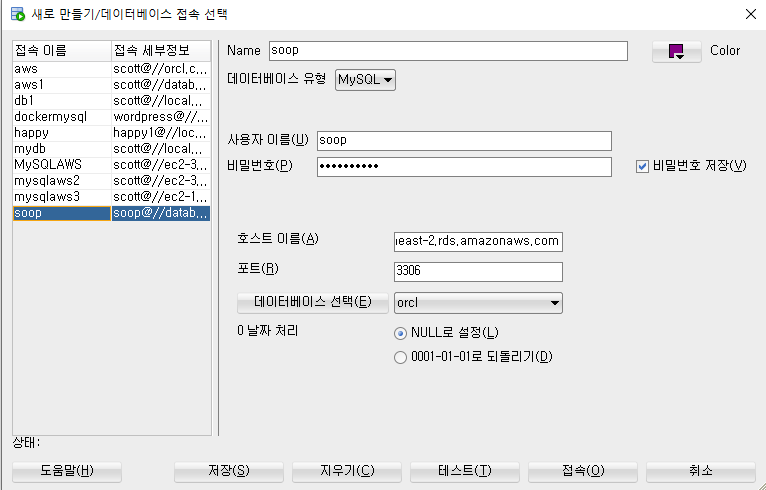 새로 만들기/데이터베이스 접속 선택
접속 이름 접속 세부정보
aws scott@//orcl,c...
aws1 scott@//datab...
db1 scott@//local...
dockermysql wordpress@//...
happy happy1@//loc...
mydb scott@//local...
MySQLAWS scott@//ec2-3...
mysqlaws2 scott@//ec2-3...
mysqlaws3 scott@//ec2-1...
soop soop@//datab...
Name soop Color
데이터베이스 유형 MySQL
사용자 이름(U) soop
비밀번호(P) •••••••••• 비밀번호 저장(V)
호스트 이름(A) east-2,rds,amazonaws,com
포트(R) 3306
데이터베이스 선택(E) orcl
0 날짜 처리 NULL로 설정(L)
0001-01-01로 되돌리기(D)
상태:
도움말(H) 저장(S) 지우기(C) 테스트(T) 접속(O) 취소